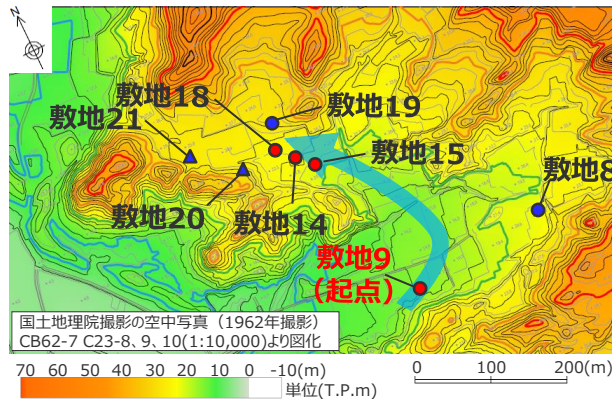 N
敷地18
敷地19
敷地21
敷地15
敷地8
敷地20
敷地14
敷地9
(起点)
国土地理院撮影の空中写真（1962年撮影）
CB62-7 C23-8、9、10(1:10,000)より図化
70 60 50 40 30 20 10 0 -10(m)
単位(T.P.m)
0 100 200(m)